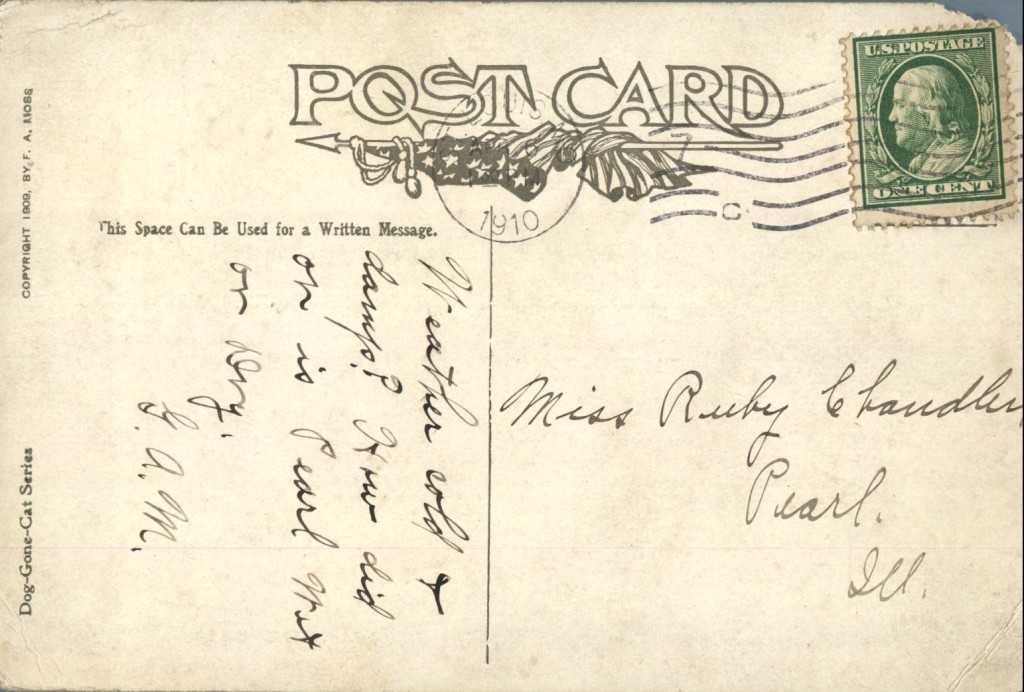 POST CARD
U.S. POSTAGE
ONE CENT
1910
C
This Space Can Be Used for a Written Message.
Weather cold &
damp? How did
or is Pearl Wet
or Dry.
G. A. M.
Miss Ruby Chandler
Pearl.
Ill.
COPYRIGHT 1909, BY F. A. MOSS
Dog-Gone-Cat Series